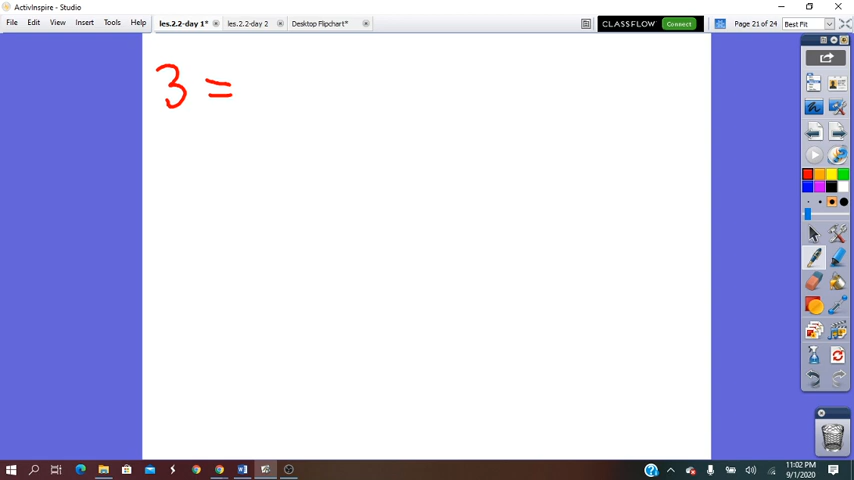 ActivInspire - Studio
File Edit View Insert Tools Help
les.2.2-day 1* les.2.2-day 2 Desktop Flipchart*
CLASSFLOW Connect
Page 21 of 24 Best Fit
3 =
11:02 PM
9/1/2020